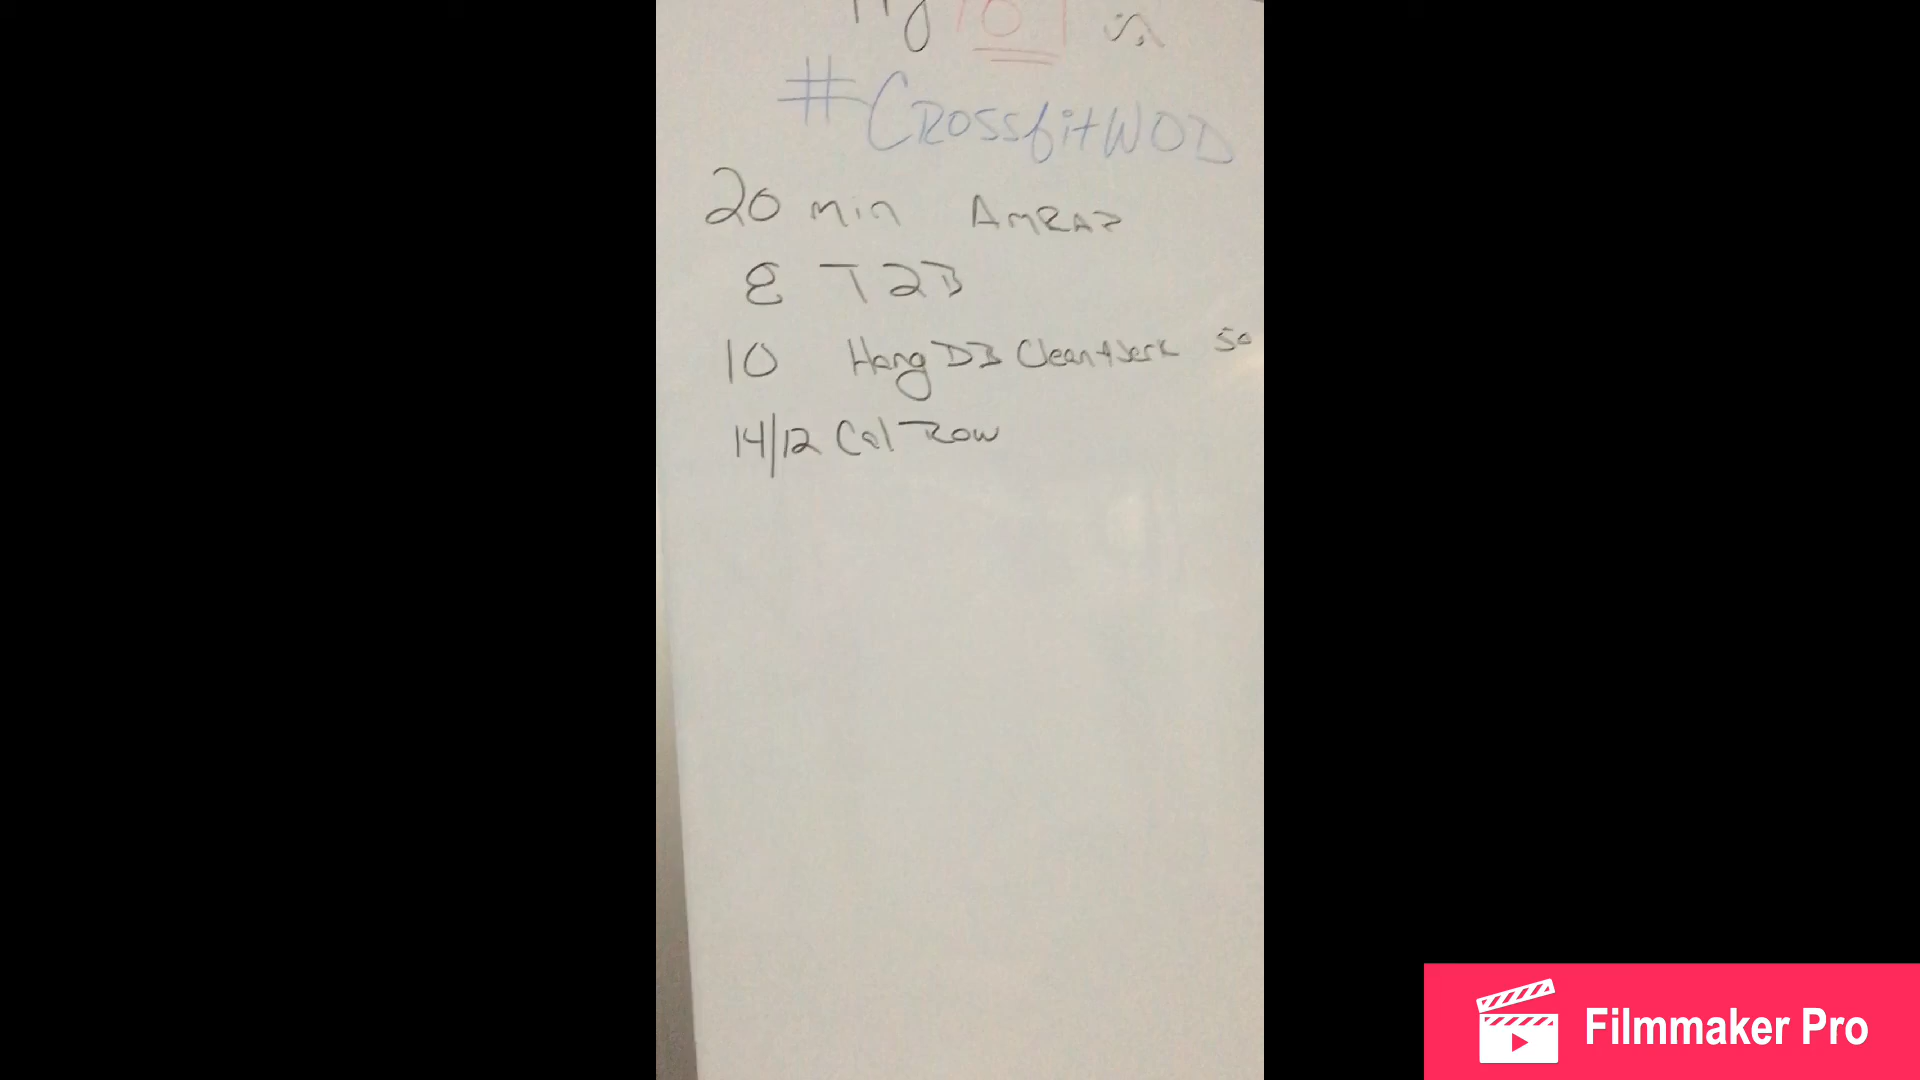 #CrossfitWOD
20 min AMRAP
8 T2B
10 Hang DB Clean+Jerk 50
14/12 Cal Row
Filmmaker Pro